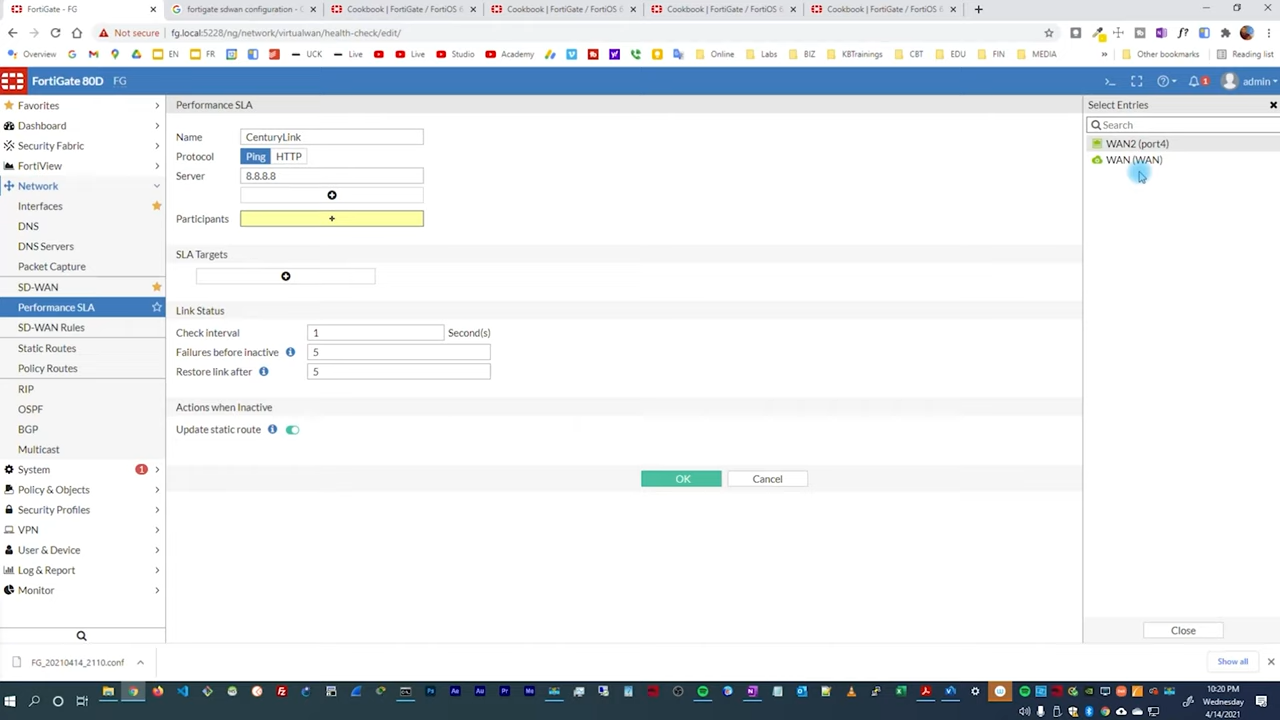 FortiGate - FG
fortigate sdwan configuration - G
Cookbook | FortiGate / FortiOS 6
Cookbook | FortiGate / FortiOS 6
Cookbook | FortiGate / FortiOS 6
Cookbook | FortiGate / FortiOS 6
Not secure
fg.local:5228/ng/network/virtualwan/health-check/edit/
Overview
EN
FR
UCK
Live
Live
Studio
Academy
Online
Labs
BIZ
KBTrainings
CBT
EDU
FIN
MEDIA
»
Other bookmarks
Reading list
FortiGate 80D
FG
>_
1
admin
Favorites
Dashboard
Security Fabric
FortiView
Network
Interfaces
DNS
DNS Servers
Packet Capture
SD-WAN
Performance SLA
SD-WAN Rules
Static Routes
Policy Routes
RIP
OSPF
BGP
Multicast
System
1
Policy & Objects
Security Profiles
VPN
User & Device
Log & Report
Monitor
Performance SLA
Name
CenturyLink
Protocol
Ping
HTTP
Server
8.8.8.8
Participants
+
SLA Targets
Link Status
Check interval
1
Second(s)
Failures before inactive
5
Restore link after
5
Actions when Inactive
Update static route
OK
Cancel
Select Entries
Search
WAN2 (port4)
WAN (WAN)
Close
FG_20210414_2110.conf
Show all
10:20 PM
Wednesday
4/14/2021